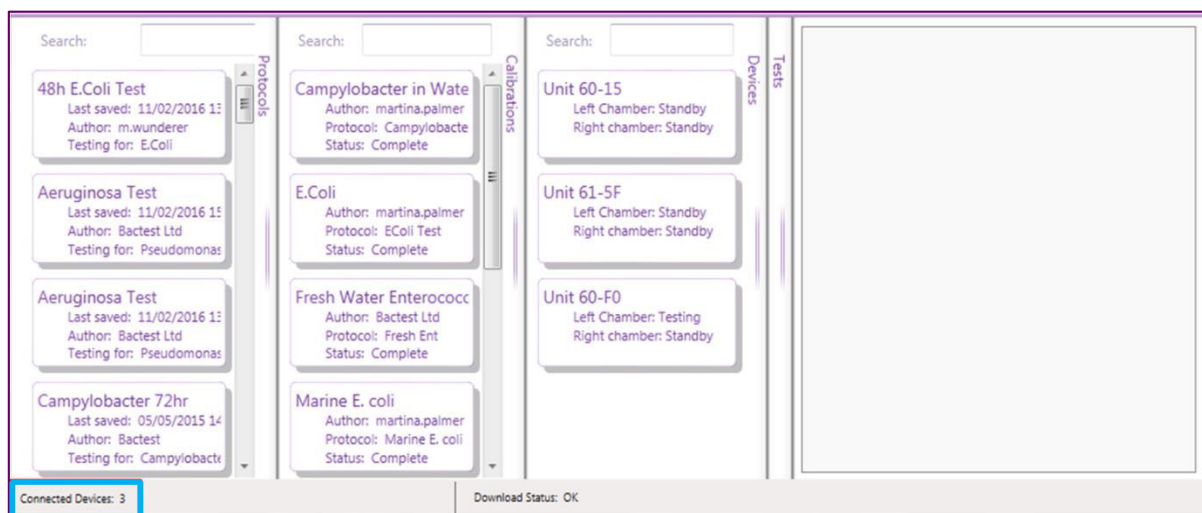 Search:
Protocols
48h E.Coli Test
Last saved: 11/02/2016 13
Author: m.wunderer
Testing for: E.Coli
Aeruginosa Test
Last saved: 11/02/2016 15
Author: Bactest Ltd
Testing for: Pseudomonas
Aeruginosa Test
Last saved: 11/02/2016 13
Author: Bactest Ltd
Testing for: Pseudomonas
Campylobacter 72hr
Last saved: 05/05/2015 14
Author: Bactest
Testing for: Campylobacte
Search:
Calibrations
Campylobacter in Wate
Author: martina.palmer
Protocol: Campylobacte
Status: Complete
E.Coli
Author: martina.palmer
Protocol: EColi Test
Status: Complete
Fresh Water Enterococc
Author: Bactest Ltd
Protocol: Fresh Ent
Status: Complete
Marine E. coli
Author: martina.palmer
Protocol: Marine E. coli
Status: Complete
Search:
Devices
Unit 60-15
Left Chamber: Standby
Right chamber: Standby
Unit 61-5F
Left Chamber: Standby
Right chamber: Standby
Unit 60-F0
Left Chamber: Testing
Right chamber: Standby
Tests
Connected Devices: 3
Download Status: OK